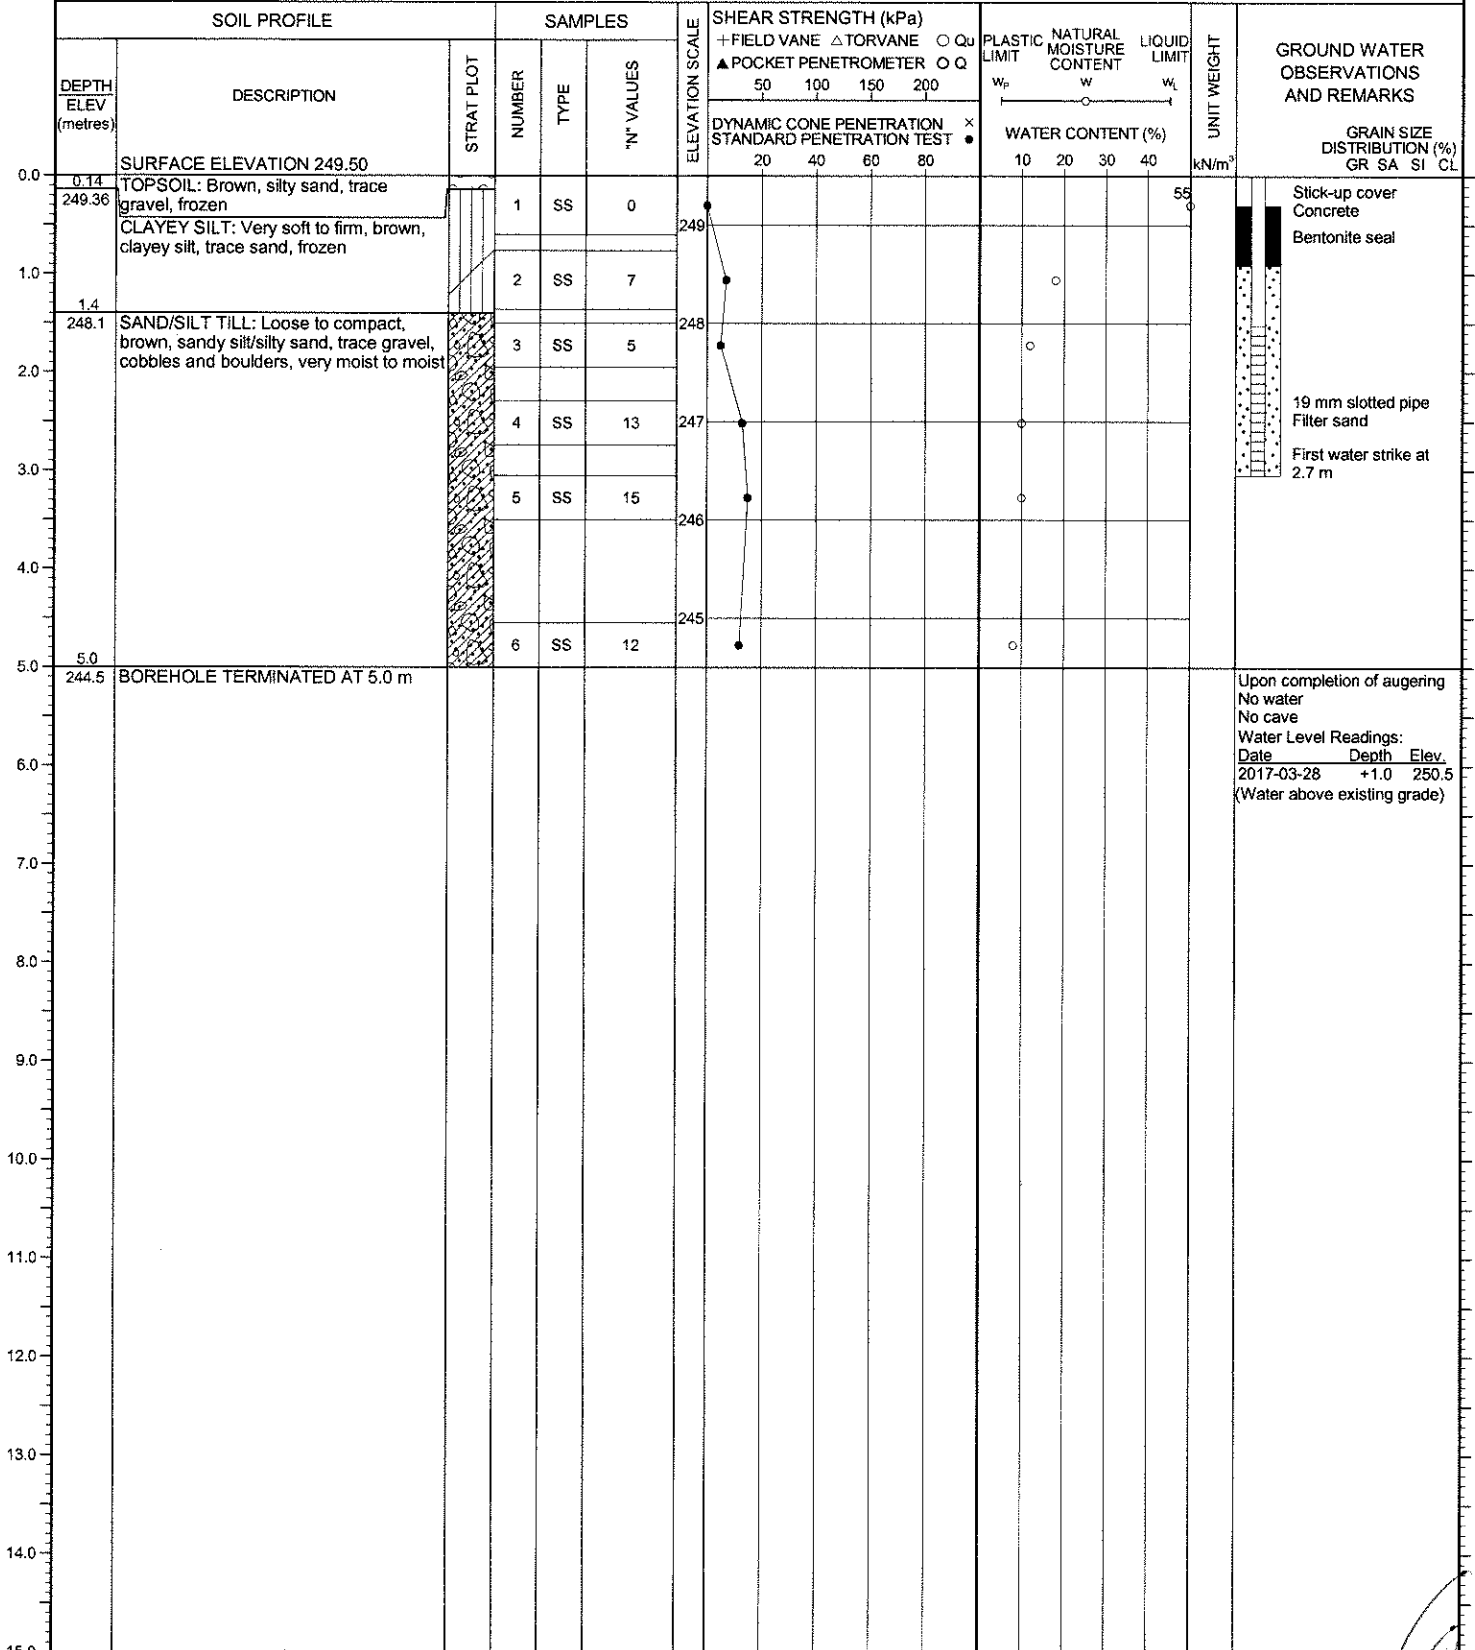 SOIL PROFILE
SAMPLES
ELEVATION SCALE
SHEAR STRENGTH (kPa)
+FIELD VANE △TORVANE ○ Qu
▲POCKET PENETROMETER ○ Q
50 100 150 200
DYNAMIC CONE PENETRATION ×
STANDARD PENETRATION TEST ●
20 40 60 80
PLASTIC LIMIT
NATURAL MOISTURE CONTENT
LIQUID LIMIT
WP W WL
WATER CONTENT (%)
10 20 30 40
UNIT WEIGHT
kN/m³
GROUND WATER
OBSERVATIONS
AND REMARKS
GRAIN SIZE
DISTRIBUTION (%)
GR SA SI CL
DEPTH
ELEV
(metres)
DESCRIPTION
STRAT PLOT
NUMBER
TYPE
"N" VALUES
SURFACE ELEVATION 249.50
0.0
0.14
249.36
TOPSOIL: Brown, silty sand, trace
gravel, frozen
CLAYEY SILT: Very soft to firm, brown,
clayey silt, trace sand, frozen
1 SS 0
249
55
Stick-up cover
Concrete
Bentonite seal
1.0
2 SS 7
1.4
248.1
SAND/SILT TILL: Loose to compact,
brown, sandy silt/silty sand, trace gravel,
cobbles and boulders, very moist to moist
248
3 SS 5
2.0
4 SS 13
247
19 mm slotted pipe
Filter sand
First water strike at
2.7 m
3.0
5 SS 15
246
4.0
245
6 SS 12
5.0
5.0
244.5
BOREHOLE TERMINATED AT 5.0 m
Upon completion of augering
No water
No cave
Water Level Readings:
Date Depth Elev.
2017-03-28 +1.0 250.5
(Water above existing grade)
6.0
7.0
8.0
9.0
10.0
11.0
12.0
13.0
14.0
15.0